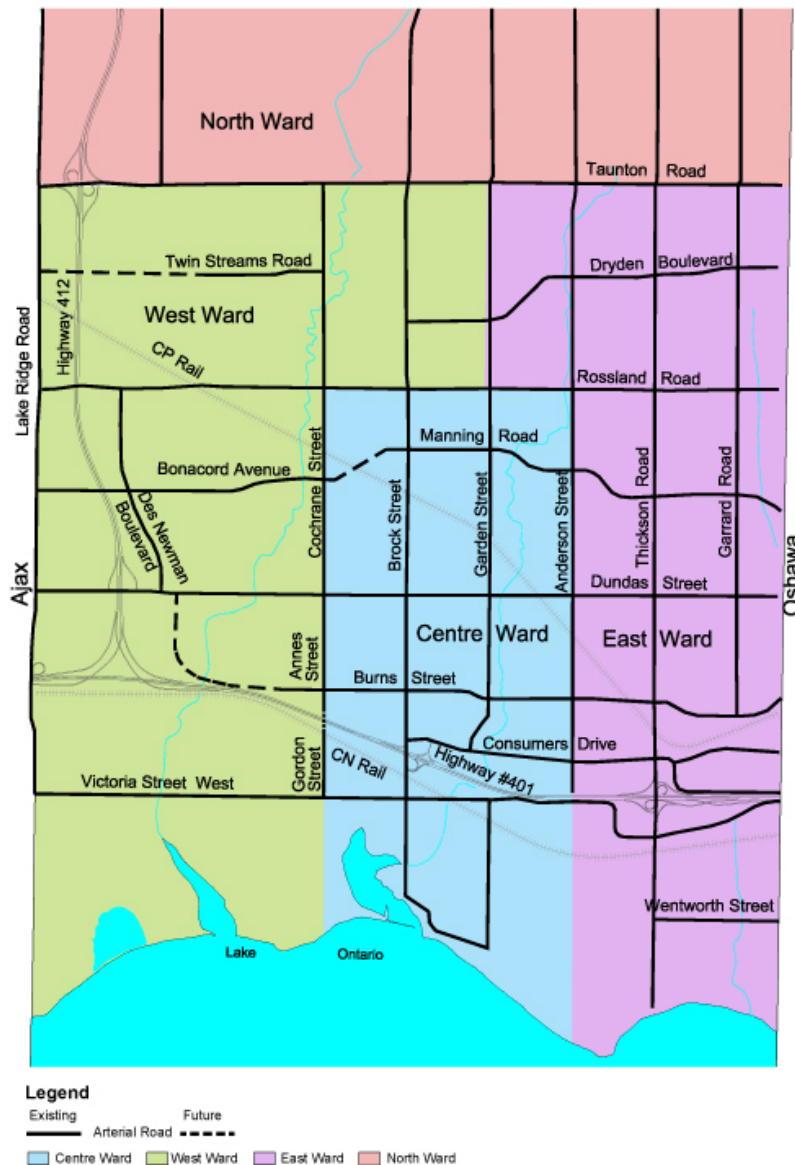 North Ward
Taunton Road
Twin Streams Road
Dryden Boulevard
Lake Ridge Road
Highway 412
West Ward
CP Rail
Rossland Road
Manning Road
Bonacord Avenue
Cochrane Street
Des Newman
Boulevard
Brock Street
Garden Street
Anderson Street
Thickson Road
Garrard Road
Ajax
Dundas Street
Oshawa
Annes
Street
Centre Ward
East Ward
Burns Street
Gordon
Street
CN Rail
Consumers Drive
Highway #401
Victoria Street West
Wentworth Street
Lake Ontario
Legend
Existing Future
Arterial Road
Centre Ward West Ward East Ward North Ward